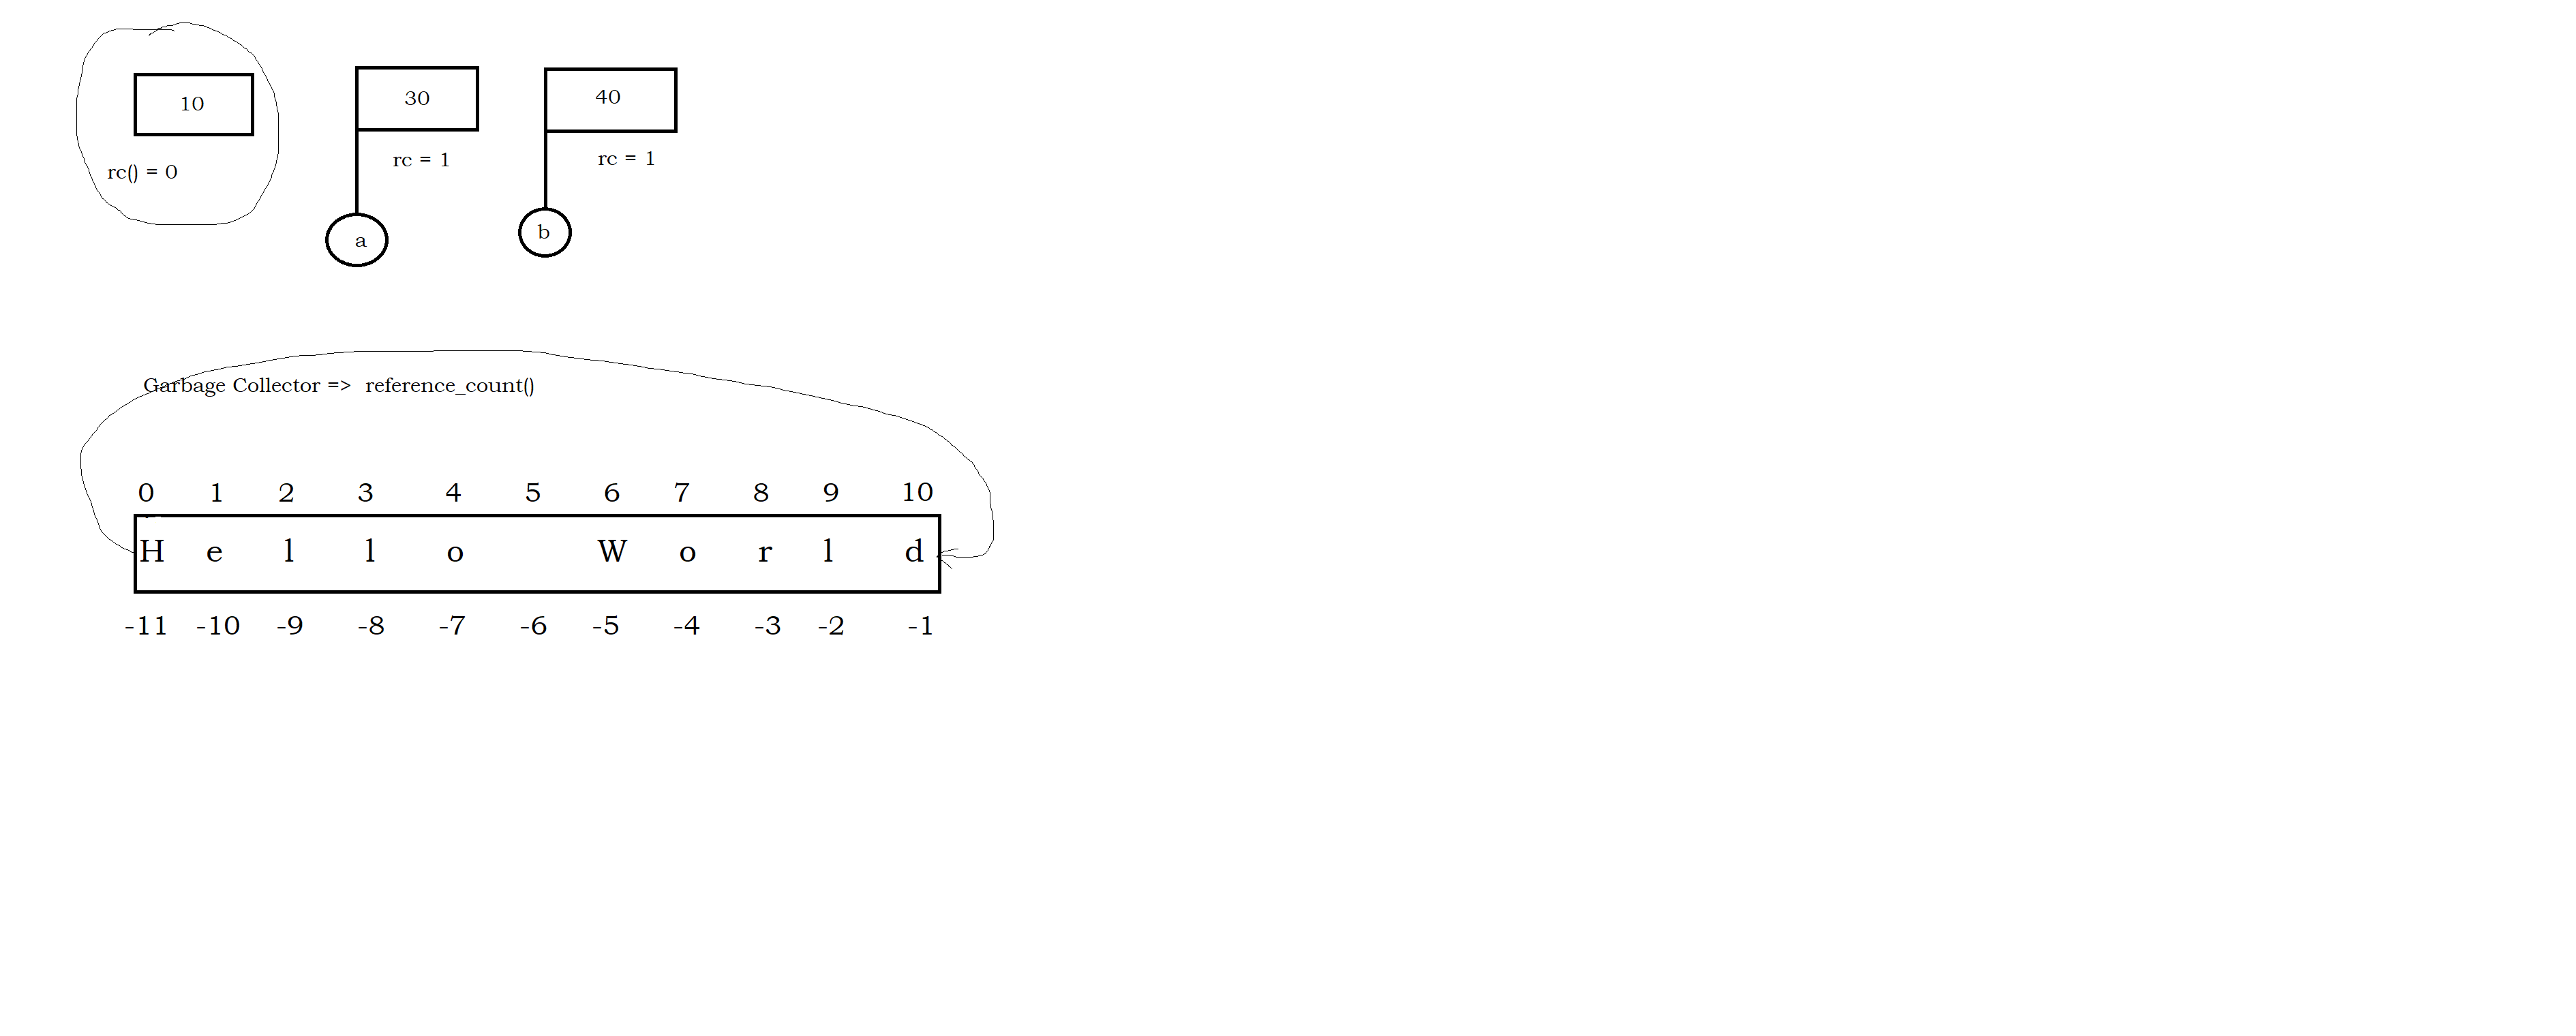 10 30 40
rc() = 0 rc = 1 rc = 1
a b
Garbage Collector => reference_count()
0 1 2 3 4 5 6 7 8 9 10
H e l l o W o r l d
-11 -10 -9 -8 -7 -6 -5 -4 -3 -2 -1